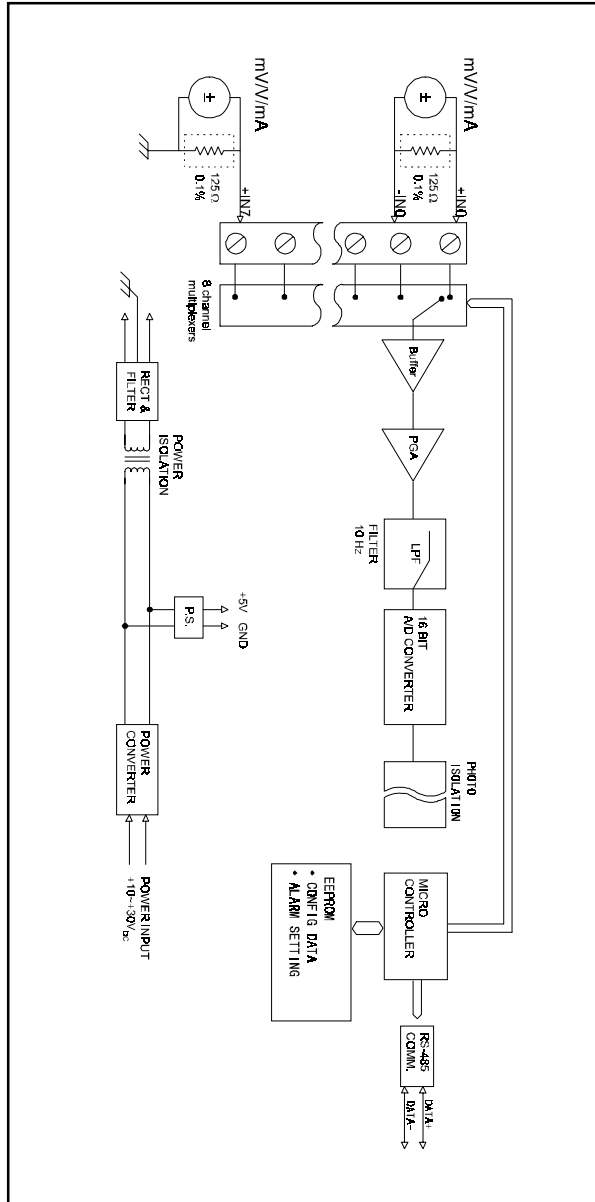 mV/V/mA
±
125 Ω
0.1%
+IN0
-IN0
Buffer
PGA
LPF
FILTER
10 Hz
16 BIT
A/D CONVERTER
PHOTO
ISOLATION
MICRO
CONTROLLER
RS-485
COMM.
DATA+
DATA-
EEPROM
• CONFIG DATA
• ALARM SETTING
mV/V/mA
±
125 Ω
0.1%
+IN7
8 channel
multiplexers
RECT &
FILTER
POWER
ISOLATION
P.S.
+5V
GND
POWER
CONVERTER
POWER INPUT
+10~+30VDC